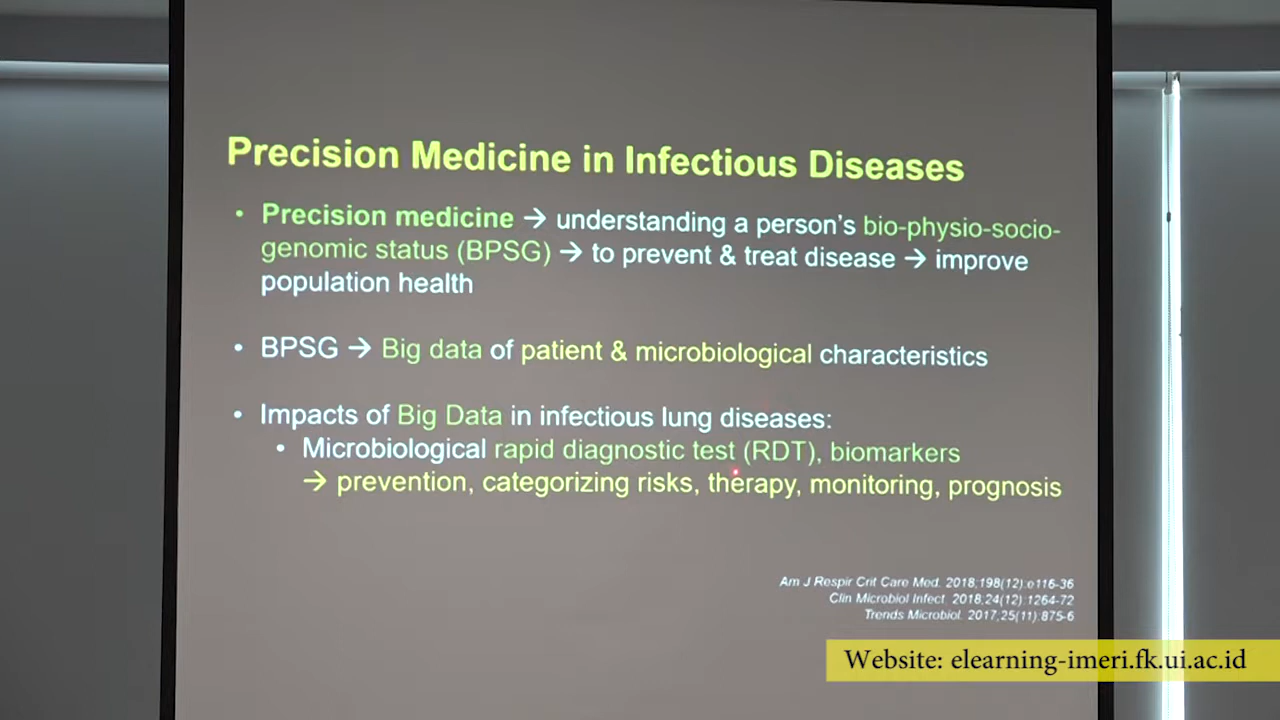 Precision Medicine in Infectious Diseases
• Precision medicine → understanding a person's bio-physio-socio-
genomic status (BPSG) → to prevent & treat disease → improve
population health
• BPSG → Big data of patient & microbiological characteristics
• Impacts of Big Data in infectious lung diseases:
• Microbiological rapid diagnostic test (RDT), biomarkers
→ prevention, categorizing risks, therapy, monitoring, prognosis
Am J Respir Crit Care Med. 2018;198(12):e116-36
Clin Microbiol Infect. 2018;24(12):1264-72
Trends Microbiol. 2017;25(11):875-6
Website: elearning-imeri.fk.ui.ac.id